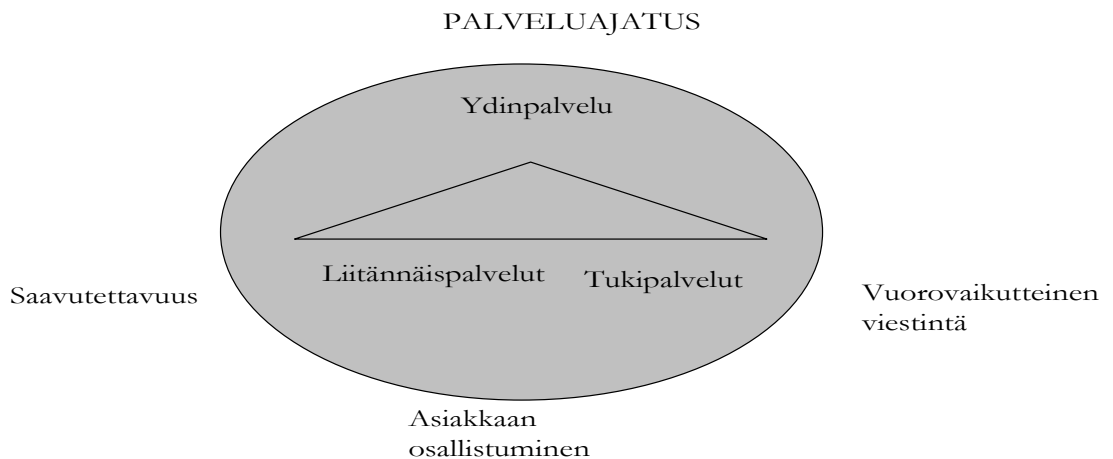 PALVELUAJATUS
Ydinpalvelu
Liitännäispalvelut
Tukipalvelut
Saavutettavuus
Vuorovaikutteinen
viestintä
Asiakkaan
osallistuminen